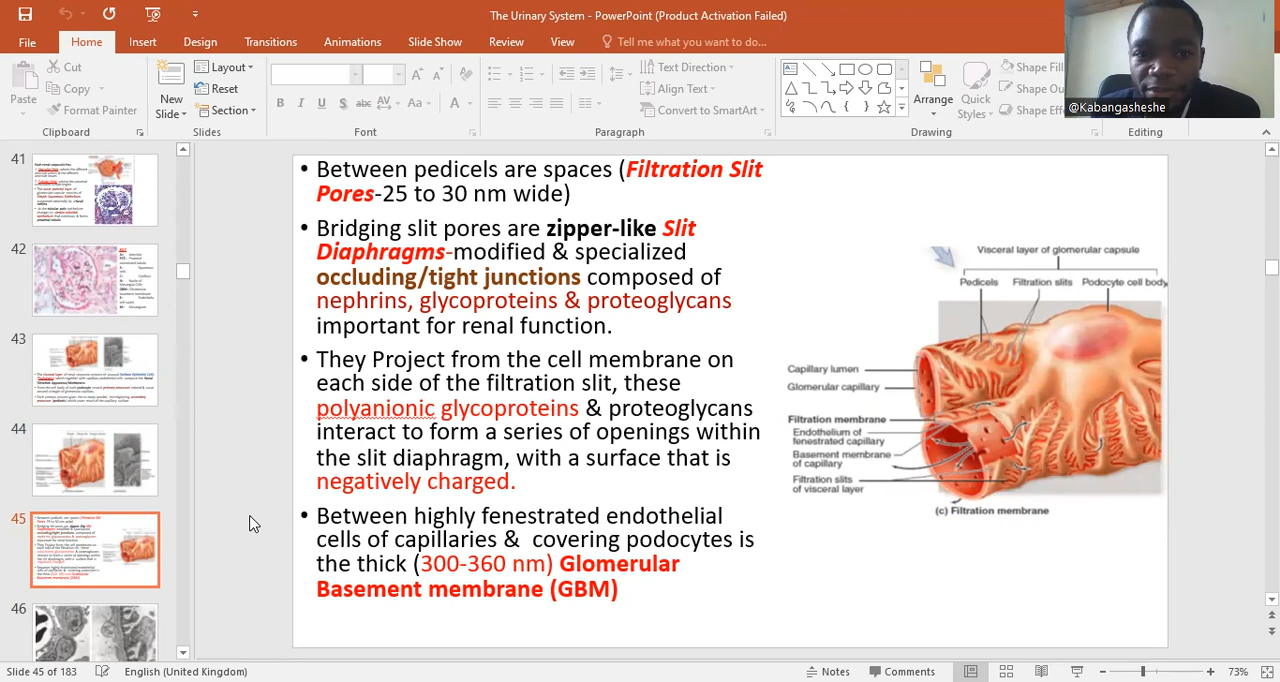 The Urinary System - PowerPoint (Product Activation Failed)
File
Home
Insert
Design
Transitions
Animations
Slide Show
Review
View
Tell me what you want to do...
Paste
Cut
Copy
Format Painter
Clipboard
New
Slide
Layout
Reset
Section
Slides
B I U S abc AV Aa A
Font
Text Direction
Align Text
Convert to SmartArt
Paragraph
Arrange
Quick
Styles
Shape Fill
Shape Ou
Shape Effe
Drawing
Editing
@Kabangasheshe
41
42
43
44
45
46
• Between pedicels are spaces (Filtration Slit
Pores-25 to 30 nm wide)
• Bridging slit pores are zipper-like Slit
Diaphragms-modified & specialized
occluding/tight junctions composed of
nephrins, glycoproteins & proteoglycans
important for renal function.
• They Project from the cell membrane on
each side of the filtration slit, these
polyanionic glycoproteins & proteoglycans
interact to form a series of openings within
the slit diaphragm, with a surface that is
negatively charged.
• Between highly fenestrated endothelial
cells of capillaries & covering podocytes is
the thick (300-360 nm) Glomerular
Basement membrane (GBM)
Visceral layer of glomerular capsule
Pedicels
Filtration slits
Podocyte cell body
Capillary lumen
Glomerular capillary
Filtration membrane
Endothelium of
fenestrated capillary
Basement membrane
of capillary
Filtration slits
of visceral layer
(c) Filtration membrane
Slide 45 of 183
English (United Kingdom)
Notes
Comments
73%